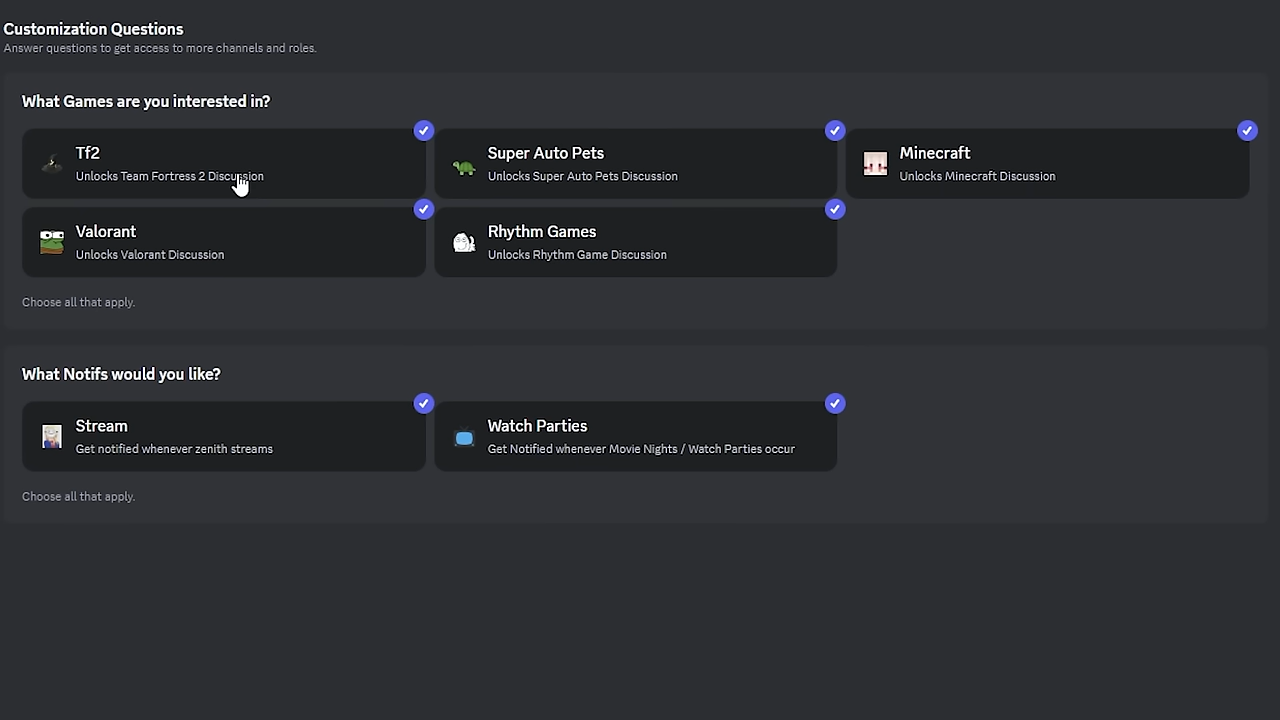 Customization Questions
Answer questions to get access to more channels and roles.
What Games are you interested in?
Tf2
Unlocks Team Fortress 2 Discussion
Super Auto Pets
Unlocks Super Auto Pets Discussion
Minecraft
Unlocks Minecraft Discussion
Valorant
Unlocks Valorant Discussion
Rhythm Games
Unlocks Rhythm Game Discussion
Choose all that apply.
What Notifs would you like?
Stream
Get notified whenever zenith streams
Watch Parties
Get Notified whenever Movie Nights / Watch Parties occur
Choose all that apply.